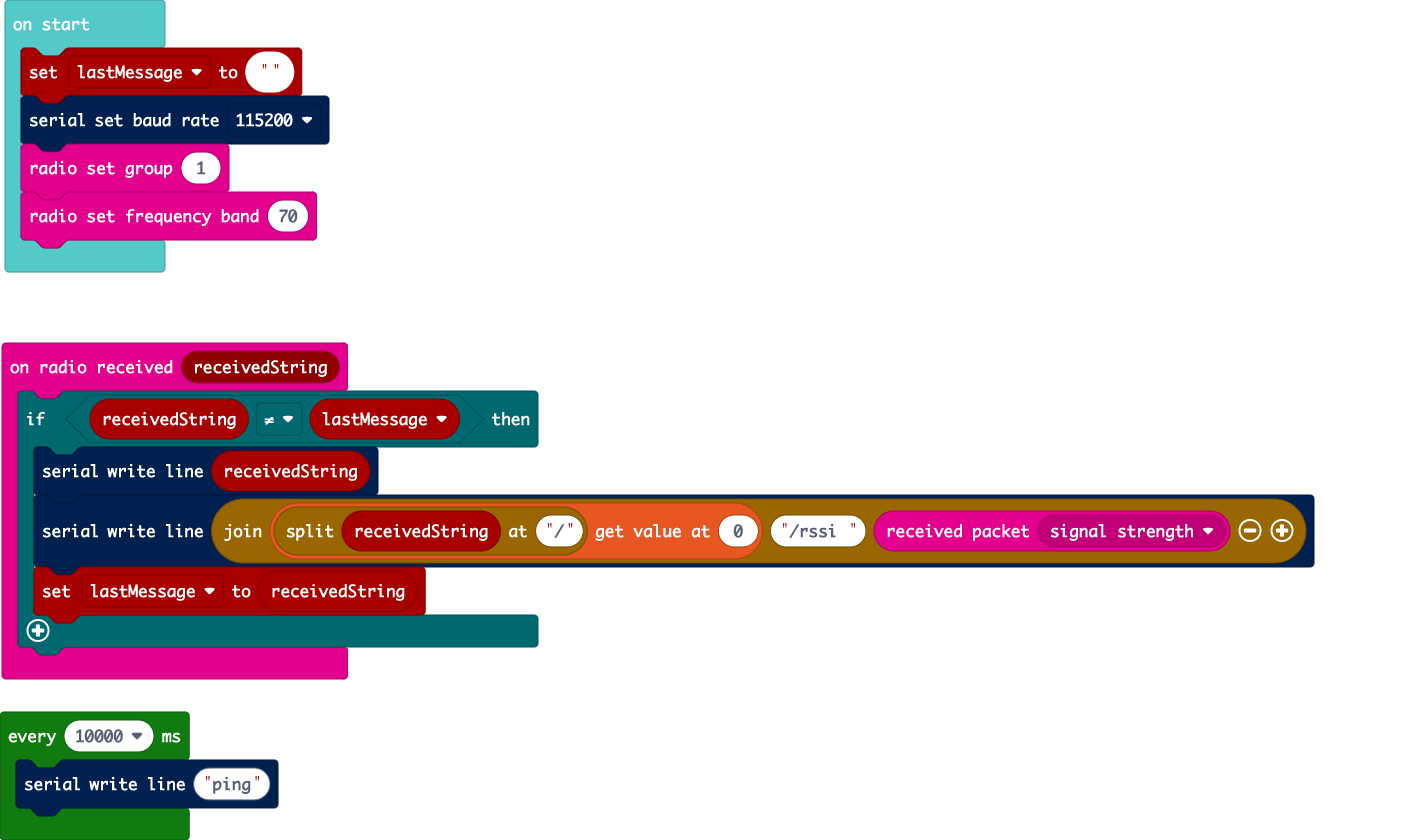 on start
set lastMessage to " "
serial set baud rate 115200
radio set group 1
radio set frequency band 70
on radio received receivedString
if receivedString ≠ lastMessage then
serial write line receivedString
serial write line join split receivedString at "/" get value at 0 "/rssi " received packet signal strength
set lastMessage to receivedString
every 10000 ms
serial write line "ping"